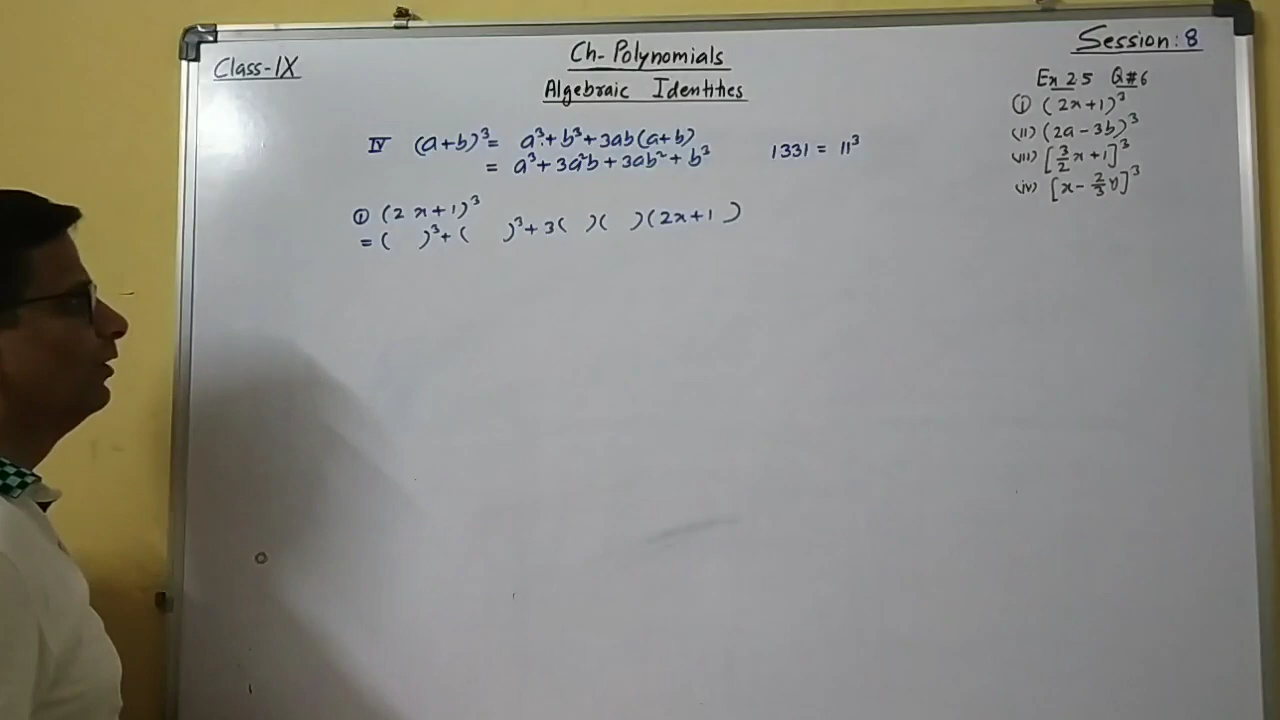 Class-IX
Ch- Polynomials
Algebraic Identities
Session: 8
Ex 2.5 Q#6
(i) (2x+1)³
(ii) (2a-3b)³
(iii) [3/2 x + 1]³
(iv) [x - 2/3 y]³
IV (a+b)³ = a³+b³+3ab(a+b)
= a³+3a²b+3ab²+b³
1331 = 11³
① (2x+1)³
= ( )³+( )³+3( )( )(2x+1)